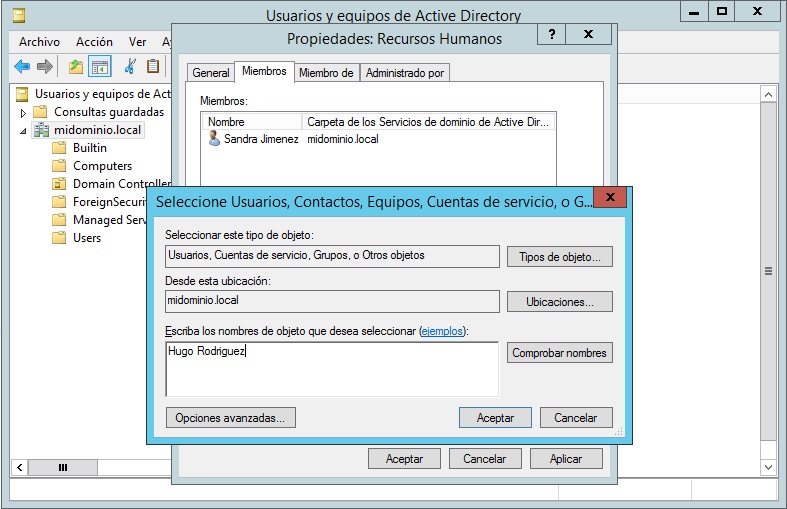 Usuarios y equipos de Active Directory
Archivo Acción Ver Ay
Usuarios y equipos de Act
Consultas guardadas
midominio.local
Builtin
Computers
Domain Controller
ForeignSecuri
Managed Serv
Users
Propiedades: Recursos Humanos
?
X
General Miembros Miembro de Administrado por
Miembros:
Nombre Carpeta de los Servicios de dominio de Active Dir...
Sandra Jimenez midominio.local
Seleccione Usuarios, Contactos, Equipos, Cuentas de servicio, o G...
Seleccionar este tipo de objeto:
Usuarios, Cuentas de servicio, Grupos, o Otros objetos Tipos de objeto...
Desde esta ubicación:
midominio.local Ubicaciones...
Escriba los nombres de objeto que desea seleccionar (ejemplos):
Hugo Rodriguez Comprobar nombres
Opciones avanzadas... Aceptar Cancelar
Aceptar Cancelar Aplicar